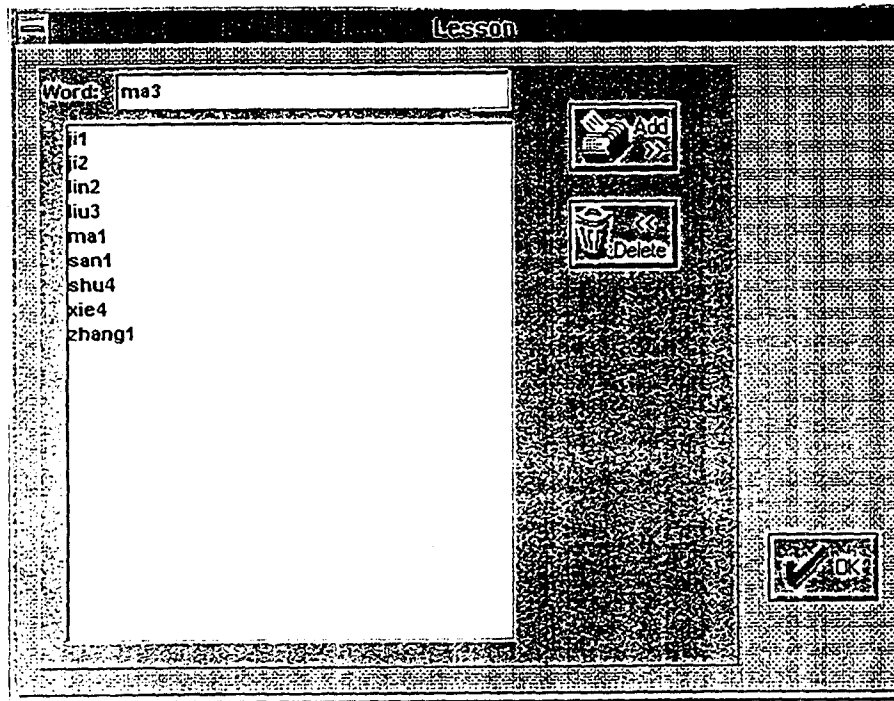 Lesson
Word: ma3
Add
>>
ji1
ji2
lin2
liu3
ma1
san1
shu4
xie4
zhang1
<<
Delete
OK